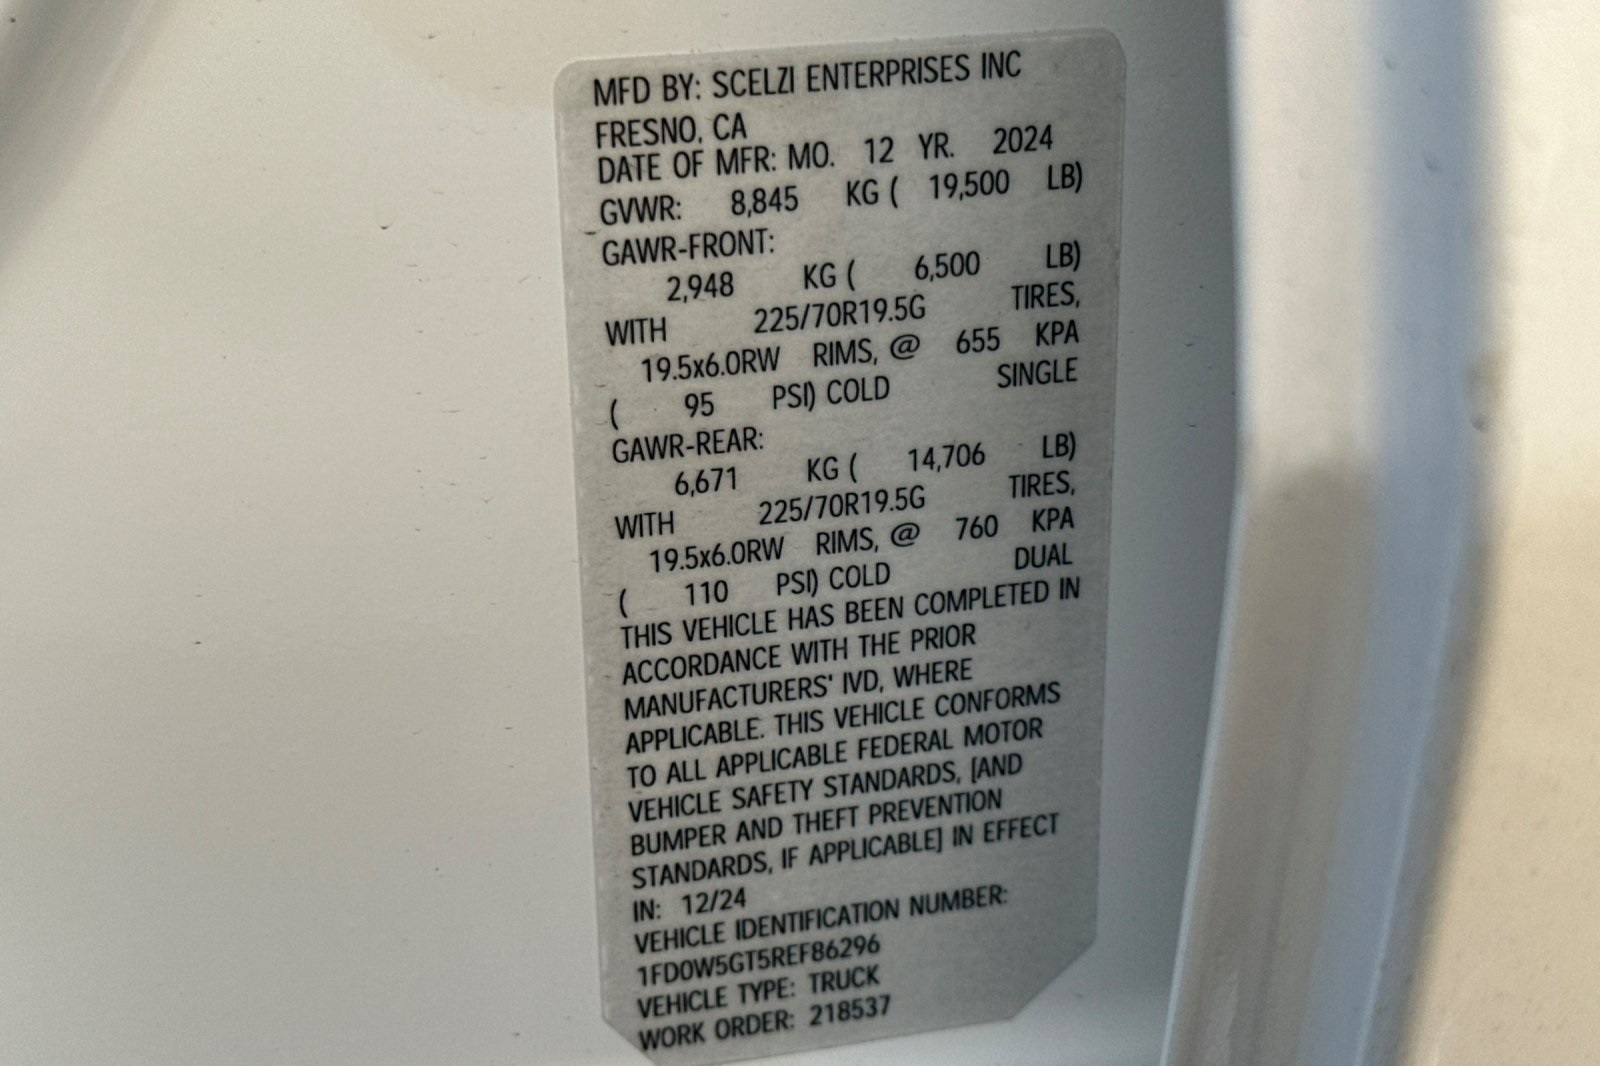 MFD BY: SCELZI ENTERPRISES INC
FRESNO, CA
DATE OF MFR: MO. 12 YR. 2024
GVWR: 8,845 KG ( 19,500 LB)
GAWR-FRONT:
2,948 KG ( 6,500 LB)
WITH 225/70R19.5G TIRES,
19.5x6.0RW RIMS, @ 655 KPA
( 95 PSI) COLD SINGLE
GAWR-REAR:
6,671 KG ( 14,706 LB)
WITH 225/70R19.5G TIRES,
19.5x6.0RW RIMS, @ 760 KPA
( 110 PSI) COLD DUAL
THIS VEHICLE HAS BEEN COMPLETED IN
ACCORDANCE WITH THE PRIOR
MANUFACTURERS' IVD, WHERE
APPLICABLE. THIS VEHICLE CONFORMS
TO ALL APPLICABLE FEDERAL MOTOR
VEHICLE SAFETY STANDARDS, [AND
BUMPER AND THEFT PREVENTION
STANDARDS, IF APPLICABLE] IN EFFECT
IN: 12/24
VEHICLE IDENTIFICATION NUMBER:
1FD0W5GT5REF86296
VEHICLE TYPE: TRUCK
WORK ORDER: 218537